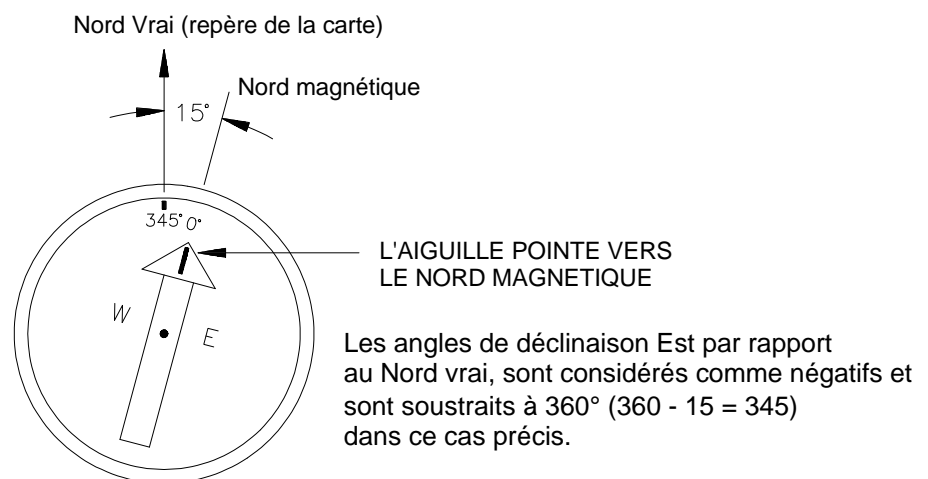 Nord Vrai (repère de la carte)
Nord magnétique
15°
345° 0°
L'AIGUILLE POINTE VERS
LE NORD MAGNETIQUE
W
E
Les angles de déclinaison Est par rapport
au Nord vrai, sont considérés comme négatifs et
sont soustraits à 360° (360 - 15 = 345)
dans ce cas précis.